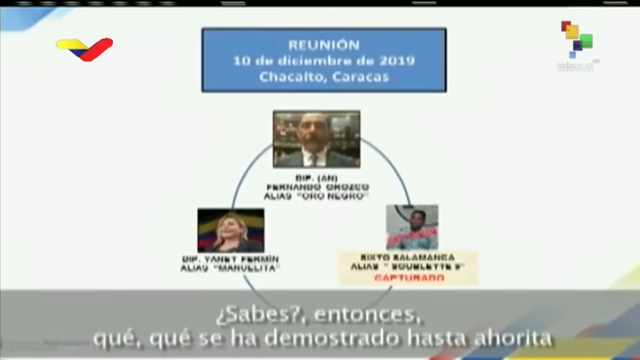 REUNIÓN
10 de diciembre de 2019
Chacaito, Caracas
DIP. (AN)
FERNANDO OROZCO
ALIAS "ORO NEGRO"
DIP. YANET FERMÍN
ALIAS "MANUELITA"
SIXTO SALAMANCA
CAPTURADO
¿Sabes?, entonces,
qué, qué se ha demostrado hasta ahorita